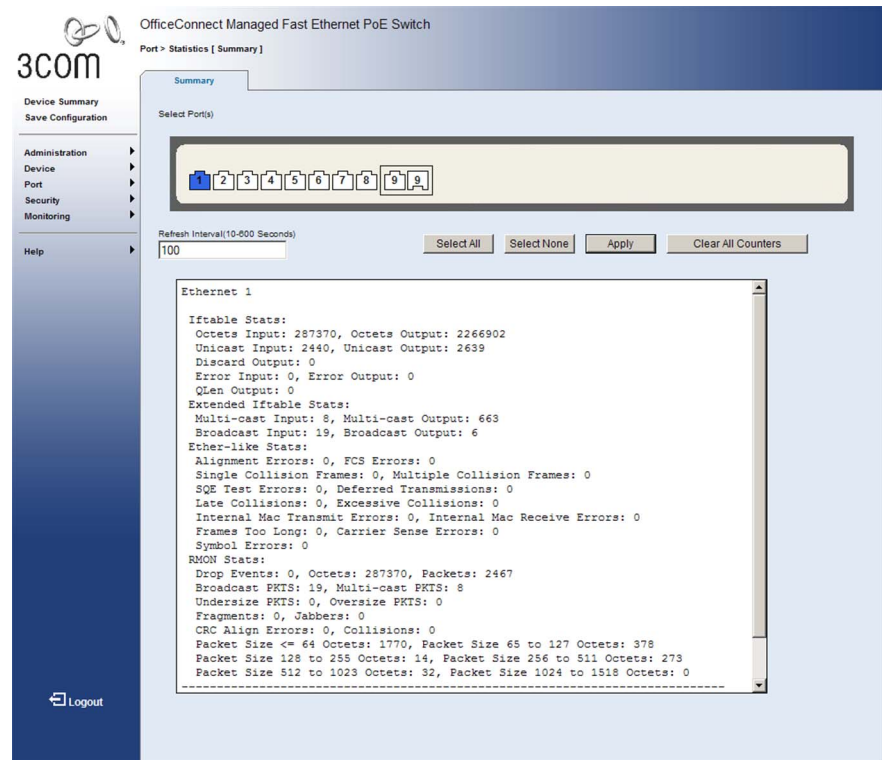 3COM
OfficeConnect Managed Fast Ethernet PoE Switch
Port > Statistics [ Summary ]
Summary
Device Summary
Save Configuration
Administration
Device
Port
Security
Monitoring
Help
Logout
Select Port(s)
1 2 3 4 5 6 7 8 9 9
Refresh Interval(10-600 Seconds)
100
Select All Select None Apply Clear All Counters
Ethernet 1
Iftable Stats:
Octets Input: 287370, Octets Output: 2266902
Unicast Input: 2440, Unicast Output: 2639
Discard Output: 0
Error Input: 0, Error Output: 0
QLen Output: 0
Extended Iftable Stats:
Multi-cast Input: 8, Multi-cast Output: 663
Broadcast Input: 19, Broadcast Output: 6
Ether-like Stats:
Alignment Errors: 0, FCS Errors: 0
Single Collision Frames: 0, Multiple Collision Frames: 0
SQE Test Errors: 0, Deferred Transmissions: 0
Late Collisions: 0, Excessive Collisions: 0
Internal Mac Transmit Errors: 0, Internal Mac Receive Errors: 0
Frames Too Long: 0, Carrier Sense Errors: 0
Symbol Errors: 0
RMON Stats:
Drop Events: 0, Octets: 287370, Packets: 2467
Broadcast PKTS: 19, Multi-cast PKTS: 8
Undersize PKTS: 0, Oversize PKTS: 0
Fragments: 0, Jabbers: 0
CRC Align Errors: 0, Collisions: 0
Packet Size <= 64 Octets: 1770, Packet Size 65 to 127 Octets: 378
Packet Size 128 to 255 Octets: 14, Packet Size 256 to 511 Octets: 273
Packet Size 512 to 1023 Octets: 32, Packet Size 1024 to 1518 Octets: 0